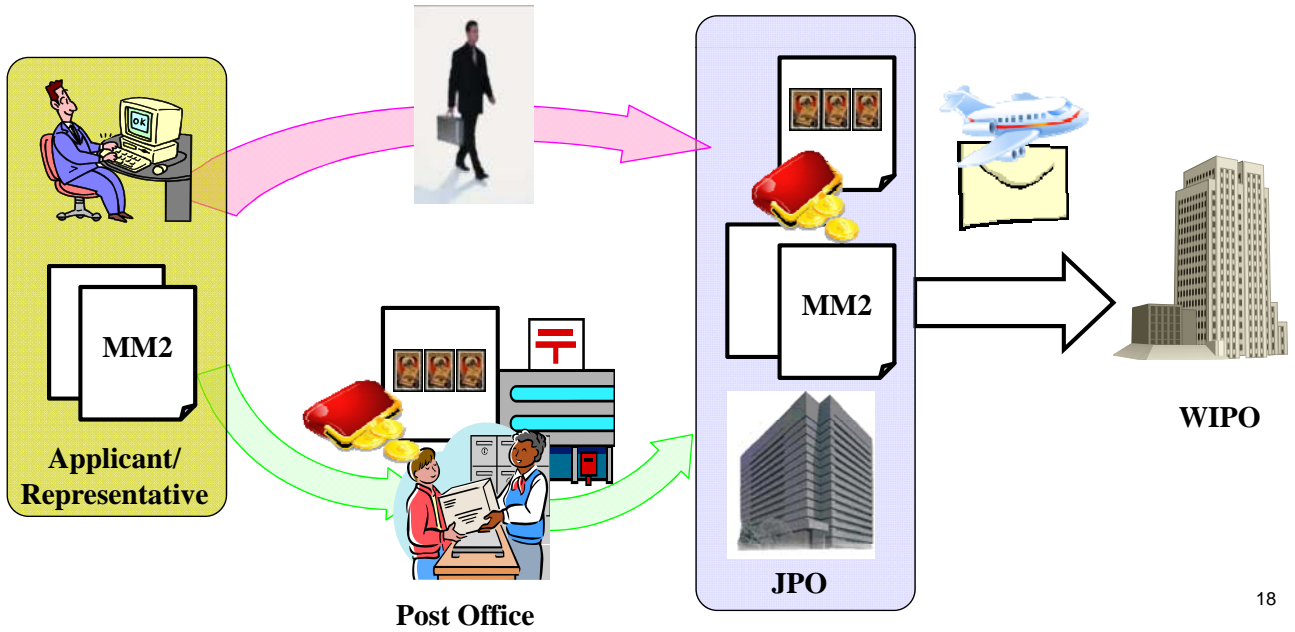 OK
MM2
Applicant/
Representative
〒
Post Office
MM2
JPO
WIPO
18